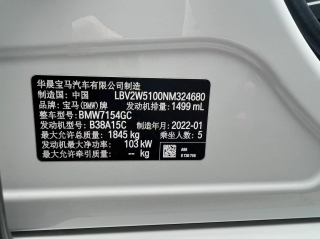 华晨宝马汽车有限公司制造
制造国：中国 LBV2W5100NM324680
品牌：宝马(BMW)牌 发动机排量：1499 mL
整车型号：BMW7154GC
发动机型号：B38A15C 制造年月：2022-01
最大允许总质量：1845 kg 乘坐人数：5
发动机最大净功率：103 kW
最大允许牵引质量：--/-- kg